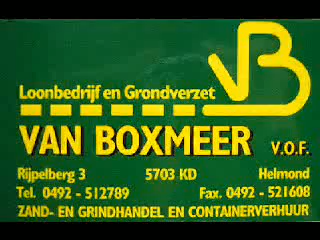 Loonbedrijf en Grondverzet
VAN BOXMEER V.O.F.
Rijpelberg 3 5703 KD Helmond
Tel. 0492 - 512789 Fax. 0492 - 521608
ZAND- EN GRINDHANDEL EN CONTAINERVERHUUR